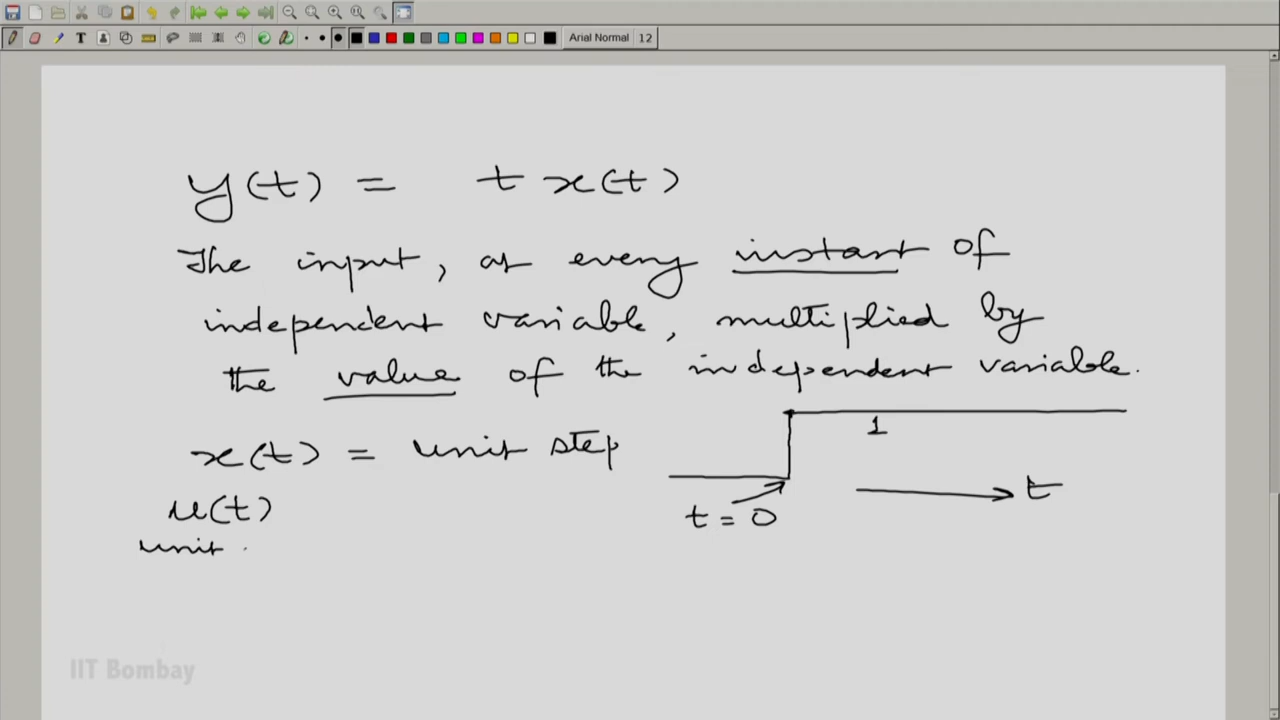 Arial Normal 12
y(t) = t x(t)
The input, at every instant of
independent variable, multiplied by
the value of the independent variable.
x(t) = unit step
1
u(t)
t
t = 0
unit
IIT Bombay